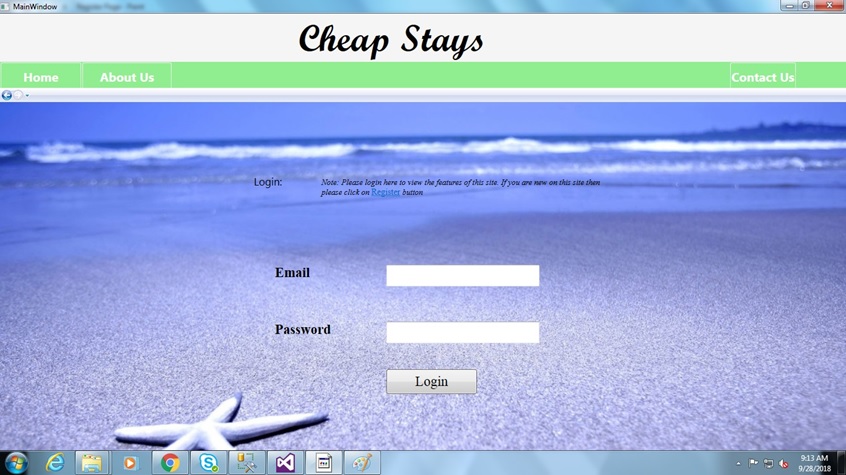 MainWindow
Cheap Stays
Home
About Us
Contact Us
Login:
Note: Please login here to view the features of this site. If you are new on this site then
please click on Register button
Email
Password
Login
9:13 AM
9/28/2018